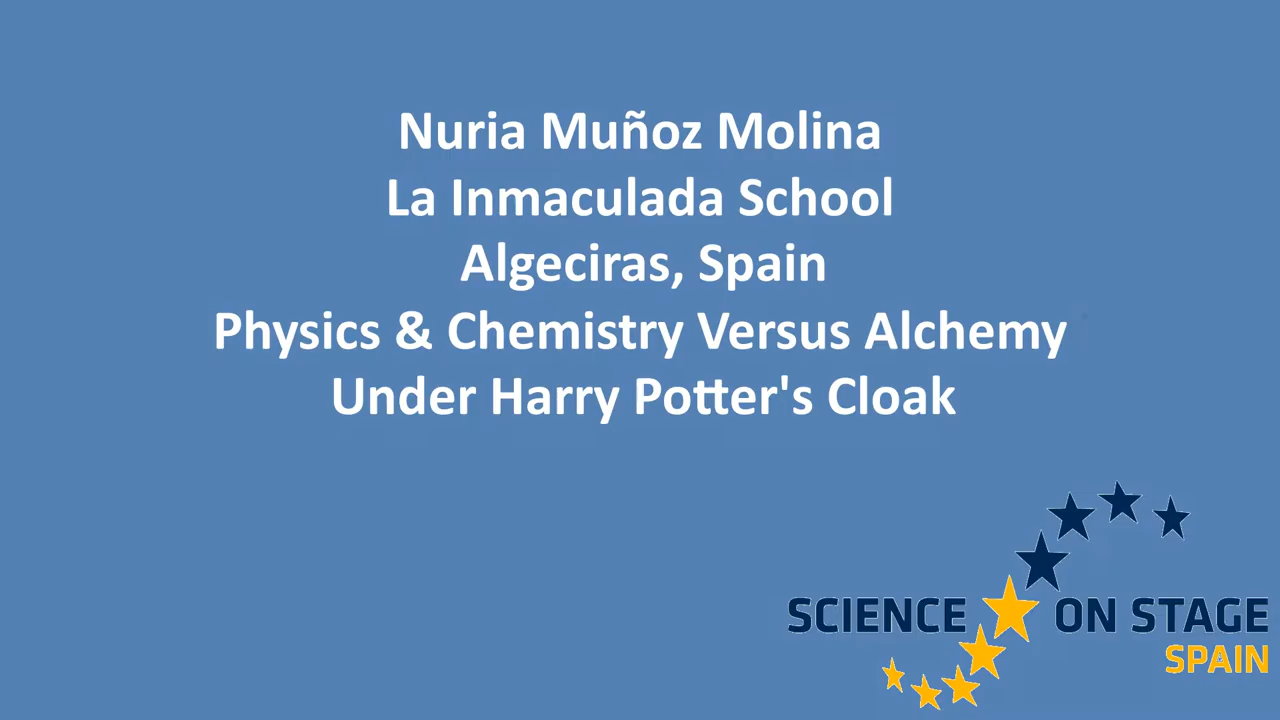 Nuria Muñoz Molina
La Inmaculada School
Algeciras, Spain
Physics & Chemistry Versus Alchemy
Under Harry Potter's Cloak
SCIENCE ON STAGE
SPAIN